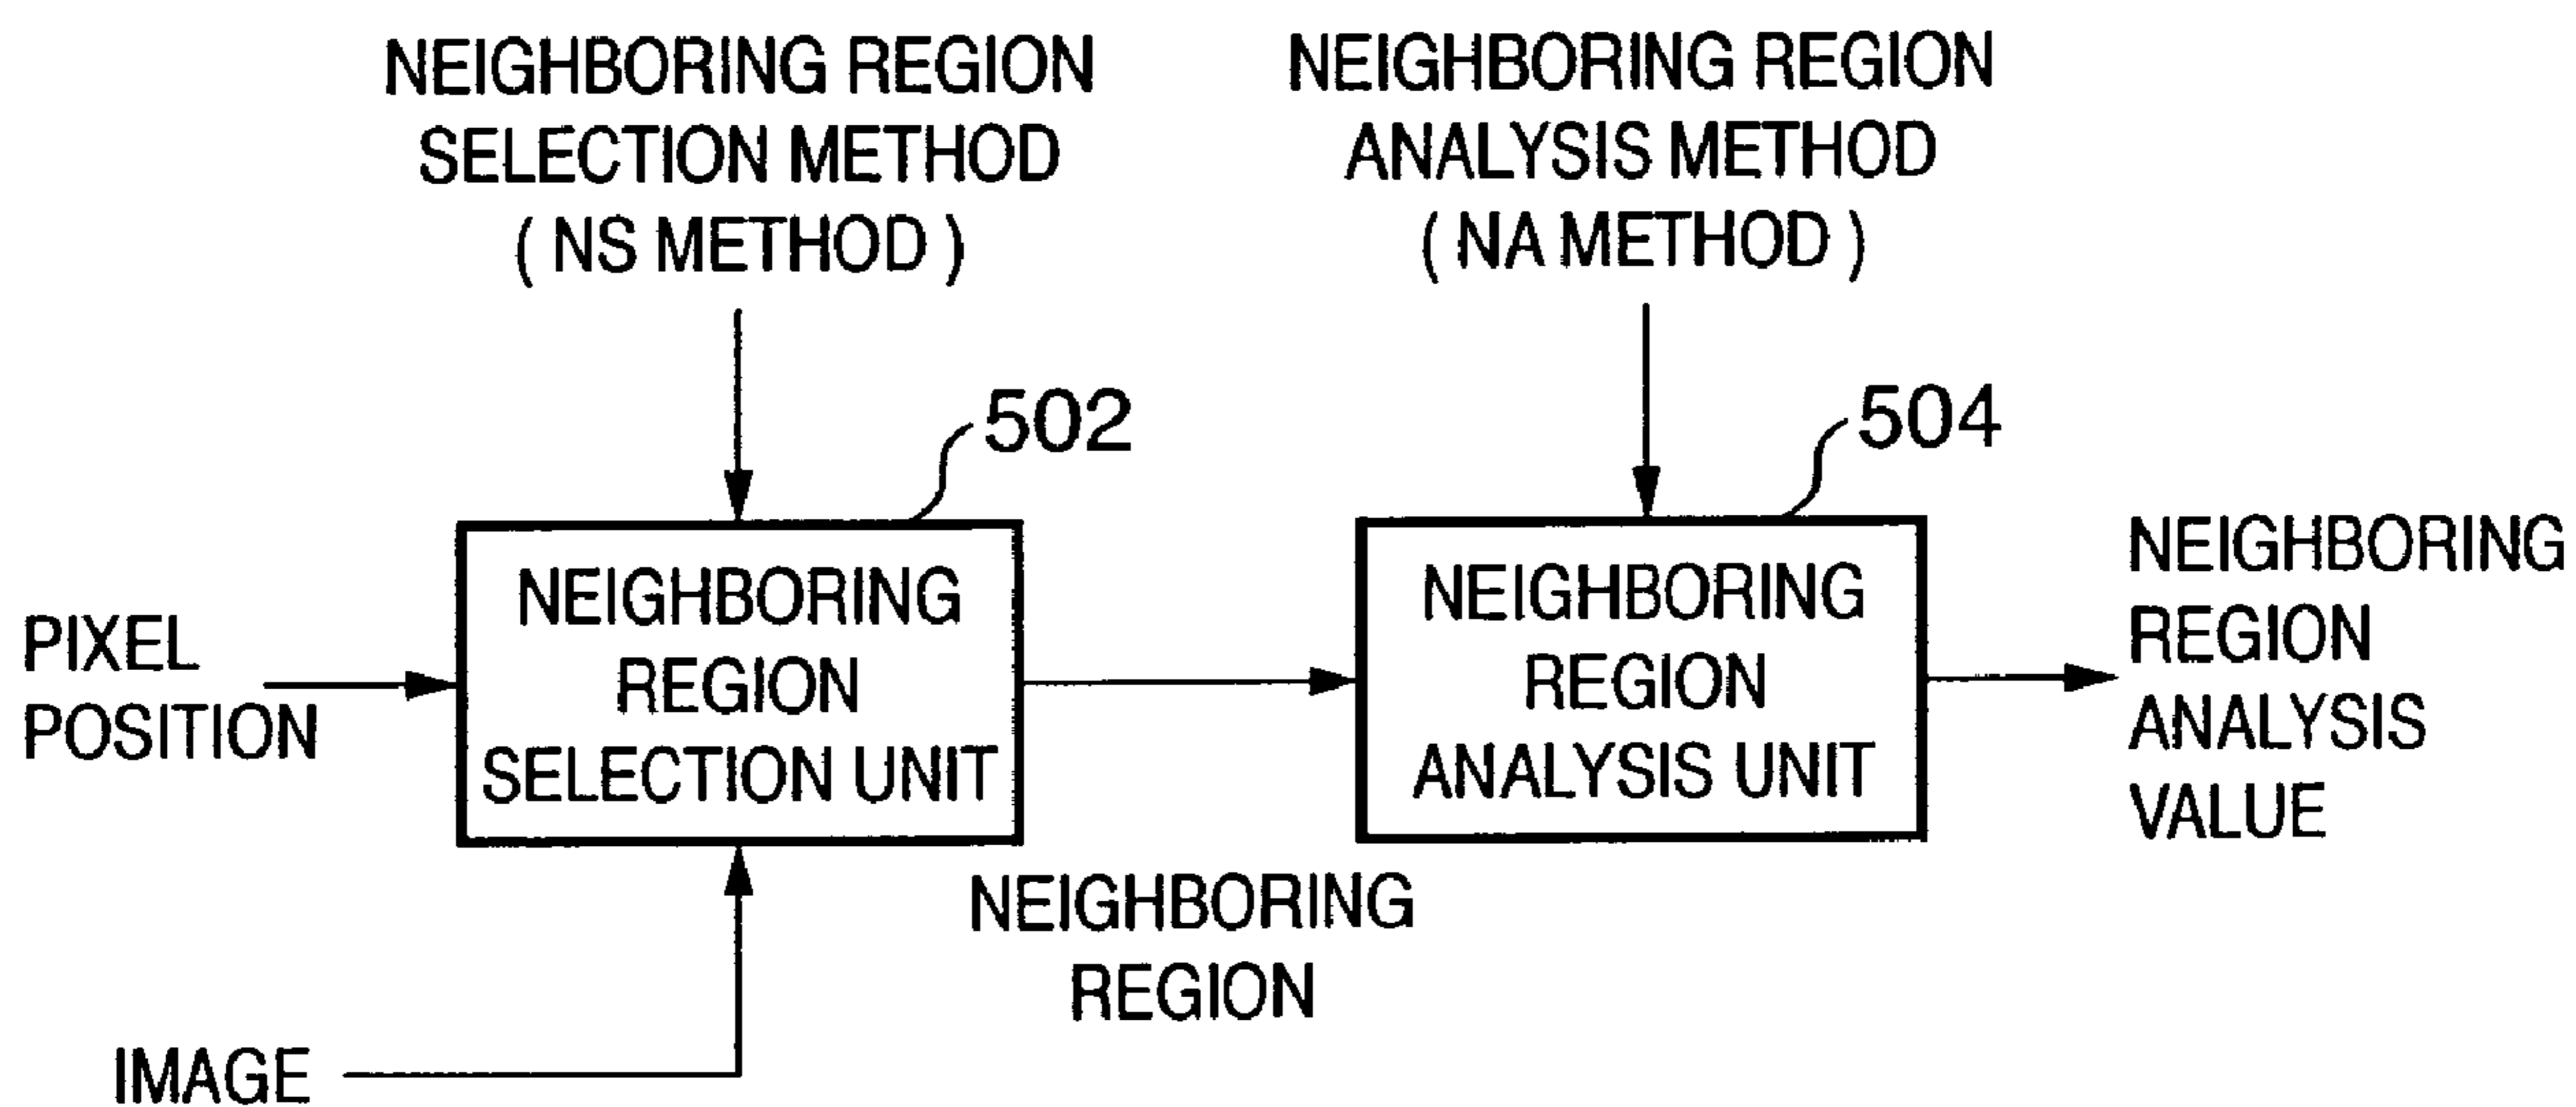 NEIGHBORING REGION
SELECTION METHOD
( NS METHOD )
NEIGHBORING REGION
ANALYSIS METHOD
( NA METHOD )
502
504
PIXEL
POSITION
NEIGHBORING
REGION
SELECTION UNIT
NEIGHBORING
REGION
ANALYSIS UNIT
NEIGHBORING
REGION
ANALYSIS
VALUE
NEIGHBORING
REGION
IMAGE